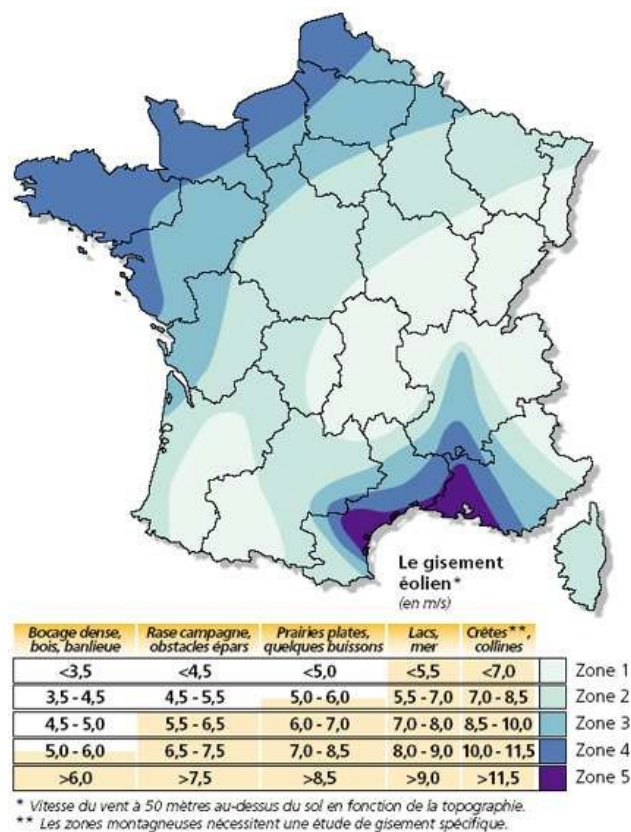 Le gisement
éolien*
(en m/s)
Bocage dense, bois, banlieue | Rase campagne, obstacles épars | Prairies plates, quelques buissons | Lacs, mer | Crêtes**, collines
<3,5 | <4,5 | <5,0 | <5,5 | <7,0 | Zone 1
3,5 - 4,5 | 4,5 - 5,5 | 5,0 - 6,0 | 5,5 - 7,0 | 7,0 - 8,5 | Zone 2
4,5 - 5,0 | 5,5 - 6,5 | 6,0 - 7,0 | 7,0 - 8,0 | 8,5 - 10,0 | Zone 3
5,0 - 6,0 | 6,5 - 7,5 | 7,0 - 8,5 | 8,0 - 9,0 | 10,0 - 11,5 | Zone 4
>6,0 | >7,5 | >8,5 | >9,0 | >11,5 | Zone 5
* Vitesse du vent à 50 mètres au-dessus du sol en fonction de la topographie.
** Les zones montagneuses nécessitent une étude de gisement spécifique.